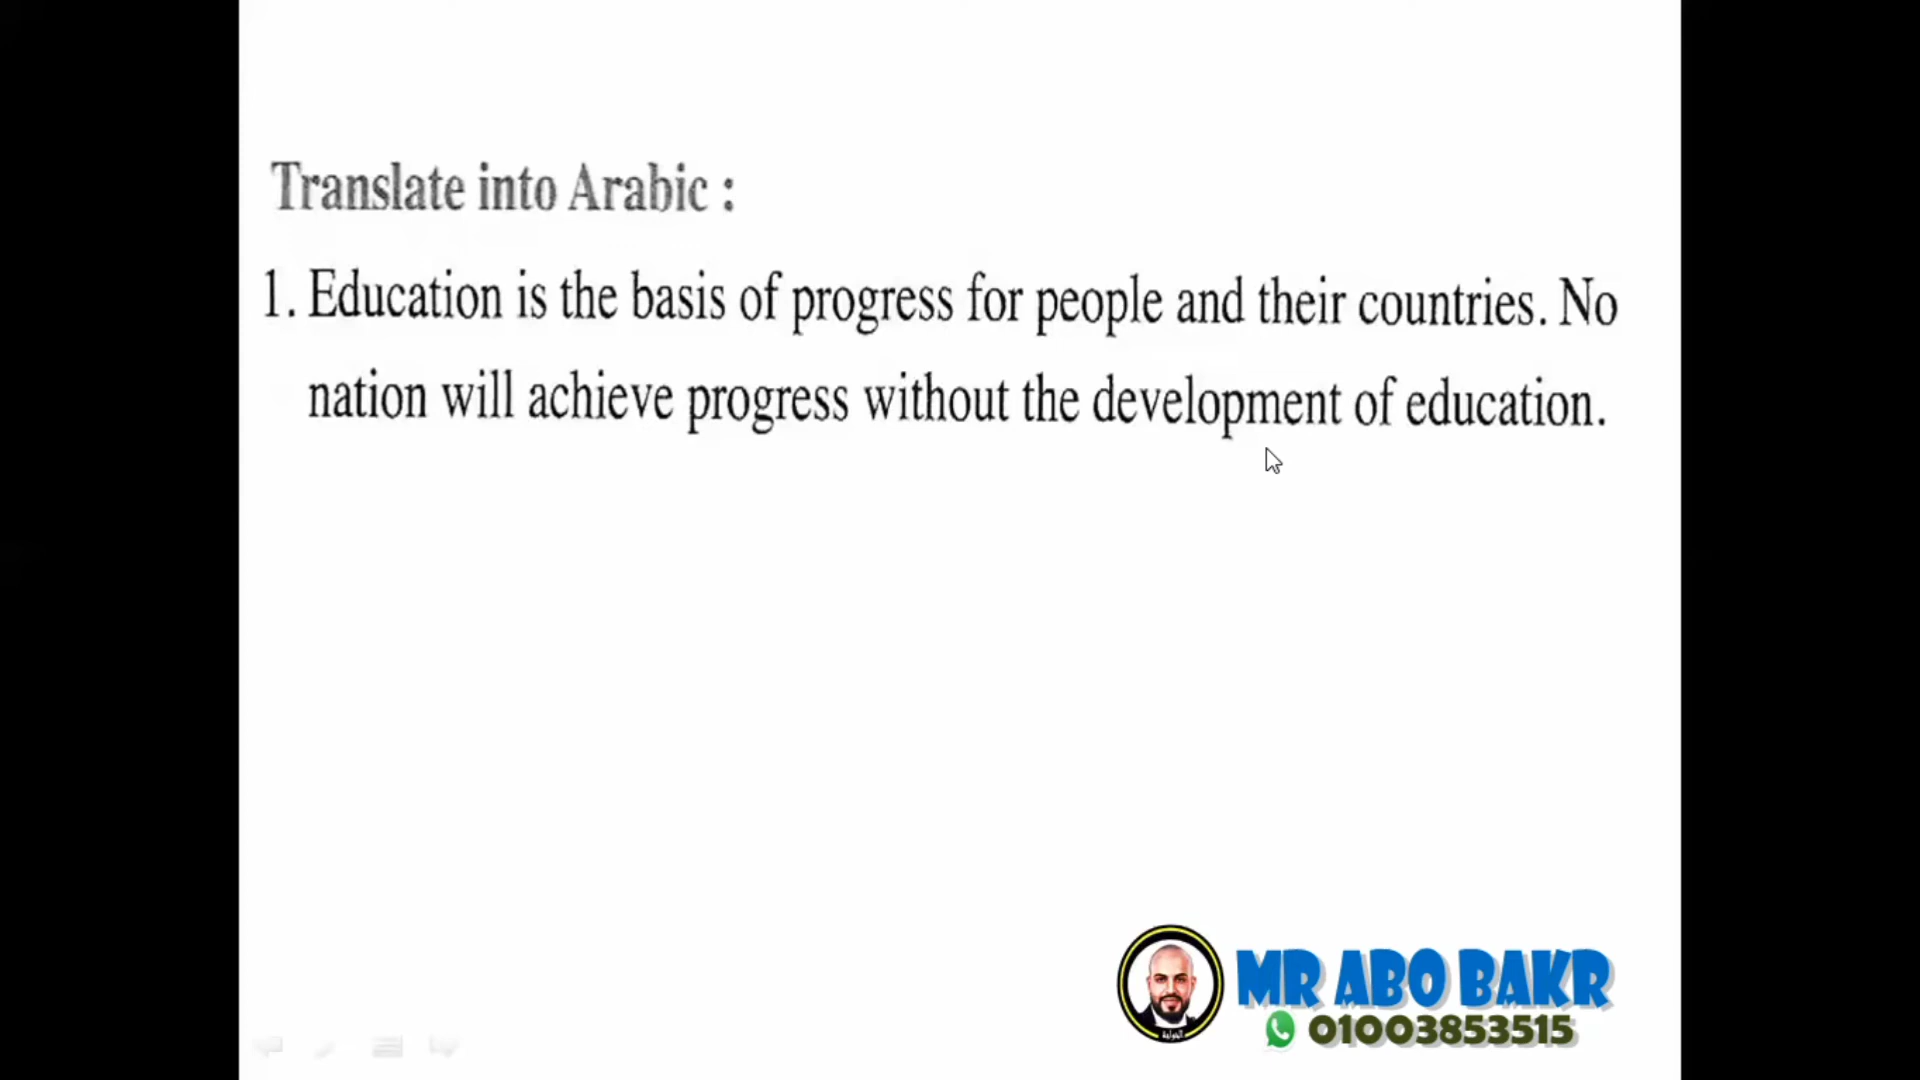 Translate into Arabic :
1. Education is the basis of progress for people and their countries. No
nation will achieve progress without the development of education.
MR ABO BAKR
01003853515